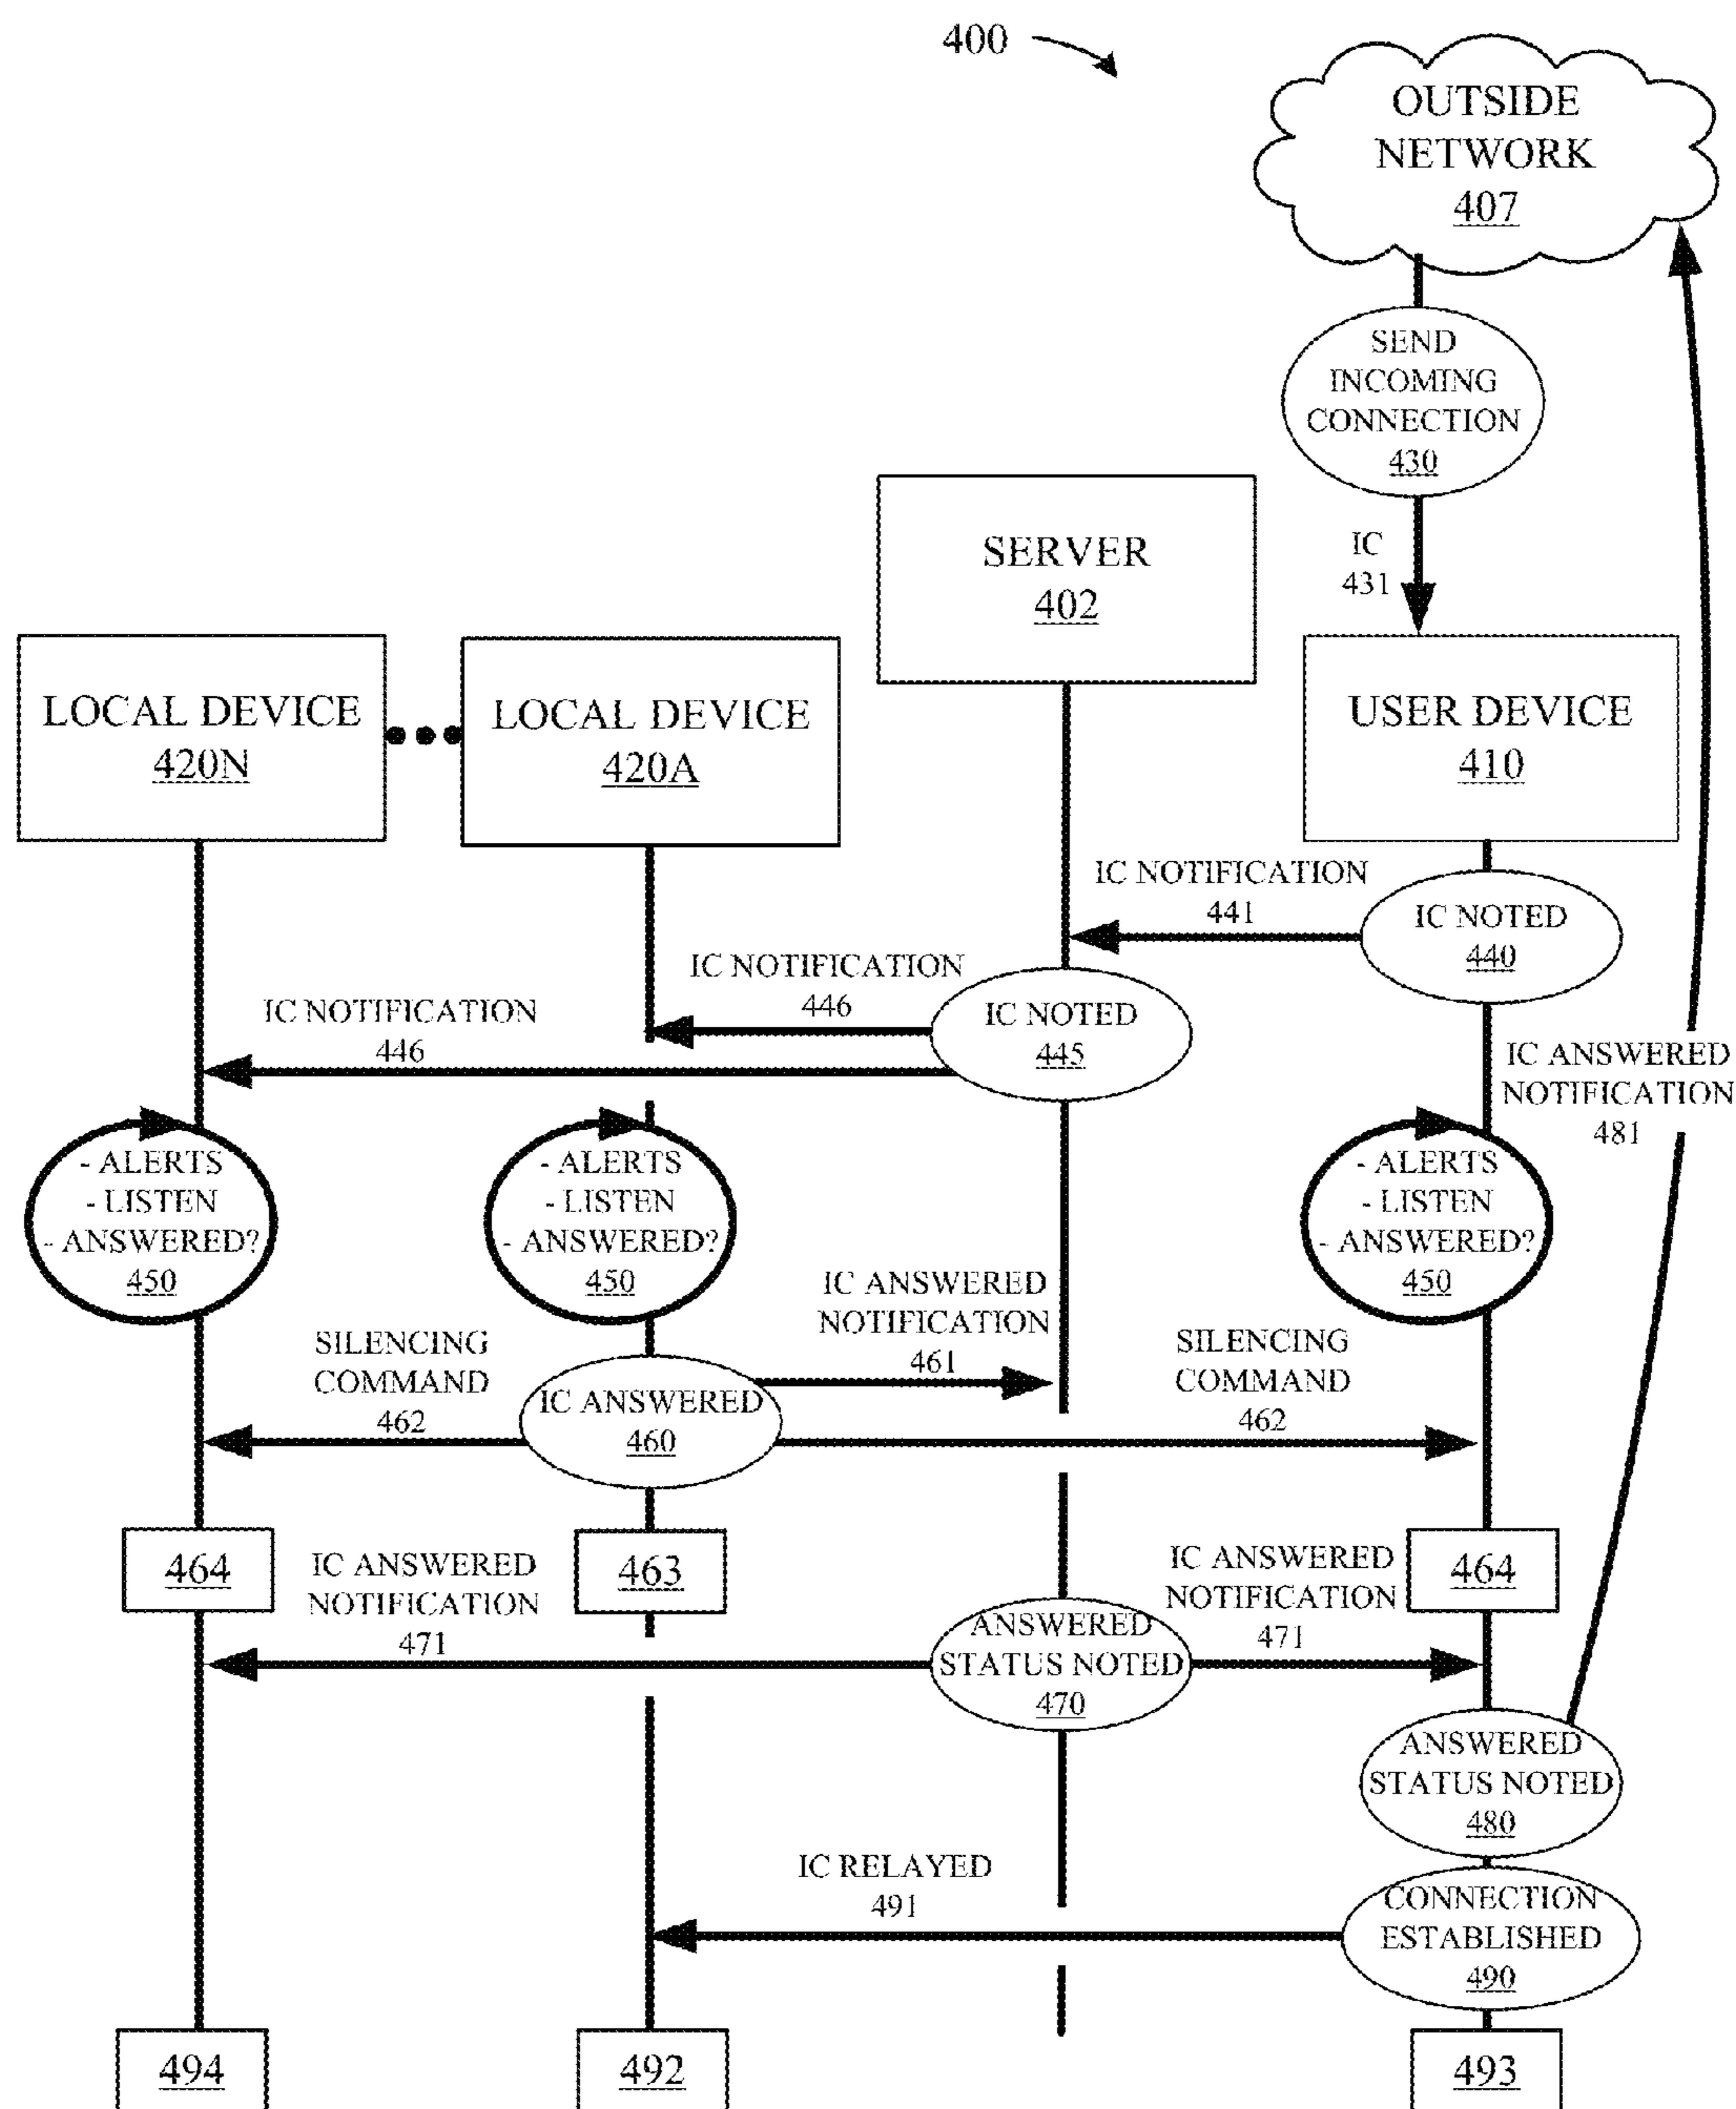 400
OUTSIDE
NETWORK
407
SEND
INCOMING
CONNECTION
430
IC
431
SERVER
402
LOCAL DEVICE
420N
LOCAL DEVICE
420A
USER DEVICE
410
IC NOTIFICATION
441
IC NOTED
440
IC NOTIFICATION
446
IC NOTIFICATION
446
IC NOTED
445
IC ANSWERED
NOTIFICATION
481
- ALERTS
- LISTEN
- ANSWERED?
450
- ALERTS
- LISTEN
- ANSWERED?
450
- ALERTS
- LISTEN
- ANSWERED?
450
IC ANSWERED
NOTIFICATION
461
SILENCING
COMMAND
462
IC ANSWERED
460
SILENCING
COMMAND
462
464
463
464
IC ANSWERED
NOTIFICATION
471
IC ANSWERED
NOTIFICATION
471
ANSWERED
STATUS NOTED
470
ANSWERED
STATUS NOTED
480
IC RELAYED
491
CONNECTION
ESTABLISHED
490
494
492
493